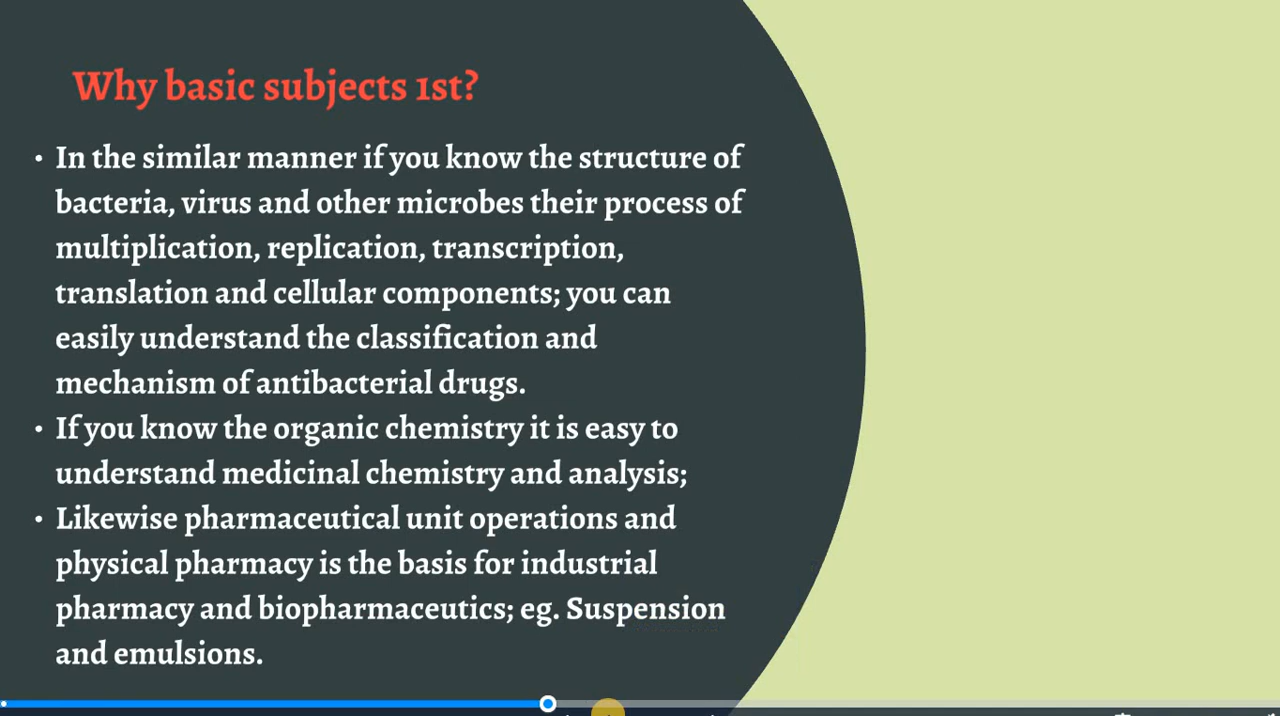 Why basic subjects 1st?
• In the similar manner if you know the structure of
bacteria, virus and other microbes their process of
multiplication, replication, transcription,
translation and cellular components; you can
easily understand the classification and
mechanism of antibacterial drugs.
• If you know the organic chemistry it is easy to
understand medicinal chemistry and analysis;
• Likewise pharmaceutical unit operations and
physical pharmacy is the basis for industrial
pharmacy and biopharmaceutics; eg. Suspension
and emulsions.